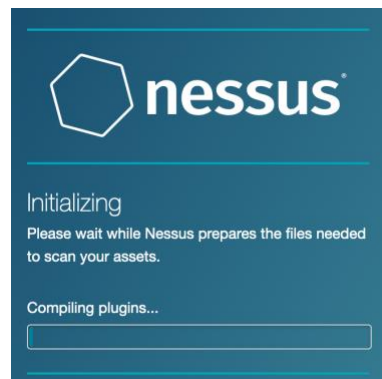 nessus®
Initializing
Please wait while Nessus prepares the files needed
to scan your assets.
Compiling plugins...